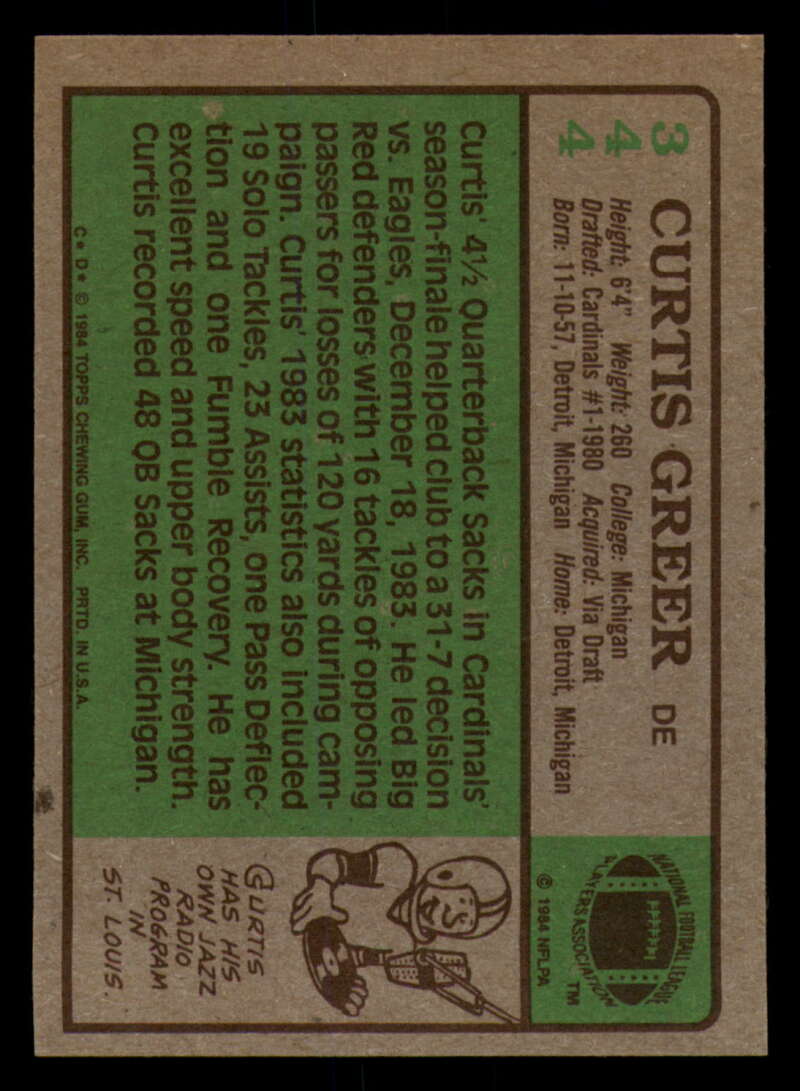 3
4
4
CURTIS GREER DE
Height: 6'4" Weight: 260 College: Michigan
Drafted: Cardinals #1-1980 Acquired: Via Draft
Born: 11-10-57, Detroit, Michigan Home: Detroit, Michigan
NATIONAL FOOTBALL LEAGUE
PLAYERS ASSOCIATION
TM
© 1984 NFLPA
Curtis' 4½ Quarterback Sacks in Cardinals'
season-finale helped club to a 31-7 decision
vs. Eagles, December 18, 1983. He led Big
Red defenders with 16 tackles of opposing
passers for losses of 120 yards during cam-
paign. Curtis' 1983 statistics also included
19 Solo Tackles, 23 Assists, one Pass Deflec-
tion and one Fumble Recovery. He has
excellent speed and upper body strength.
Curtis recorded 48 QB Sacks at Michigan.
CURTIS
HAS HIS
OWN JAZZ
RADIO
PROGRAM
IN
ST. LOUIS.
C* D* © 1984 TOPPS CHEWING GUM, INC. PRTD. IN U.S.A.